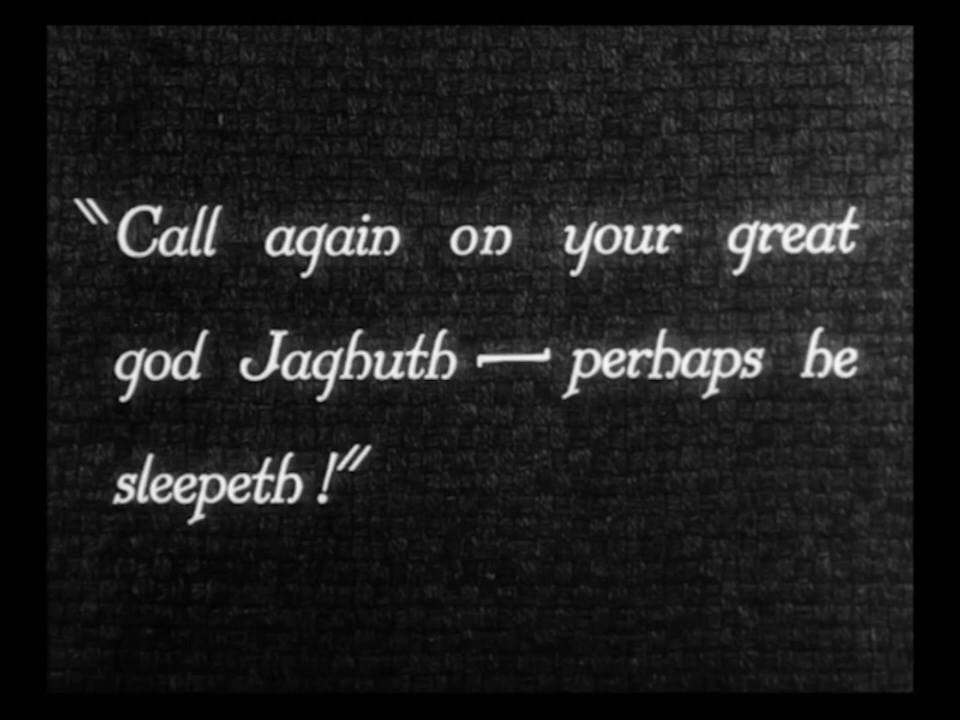 "Call again on your great
god Jaghuth — perhaps he
sleepeth!"